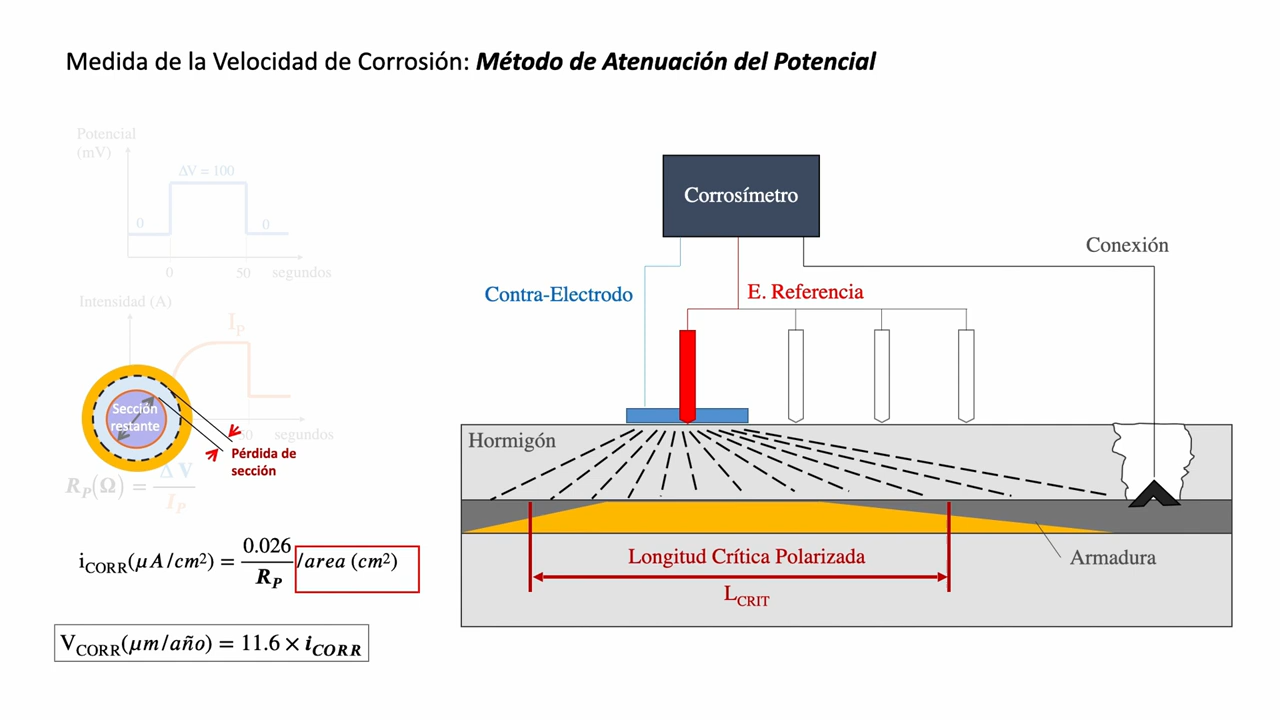 Medida de la Velocidad de Corrosión: Método de Atenuación del Potencial
Potencial
(mV)
ΔV = 100
0
0
0
50
segundos
Intensidad (A)
I_P
50
segundos
Sección
restante
Pérdida de
sección
R_P(Ω) = Δ V / I_P
i_CORR(μA/cm²) = 0.026 / R_P /area (cm²)
V_CORR(μm/año) = 11.6 × i_CORR
Corrosímetro
Conexión
Contra-Electrodo
E. Referencia
Hormigón
Longitud Crítica Polarizada
L_CRIT
Armadura